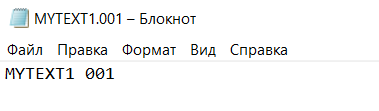 MYTEXT1.001 – Блокнот
Файл Правка Формат Вид Справка
MYTEXT1 001